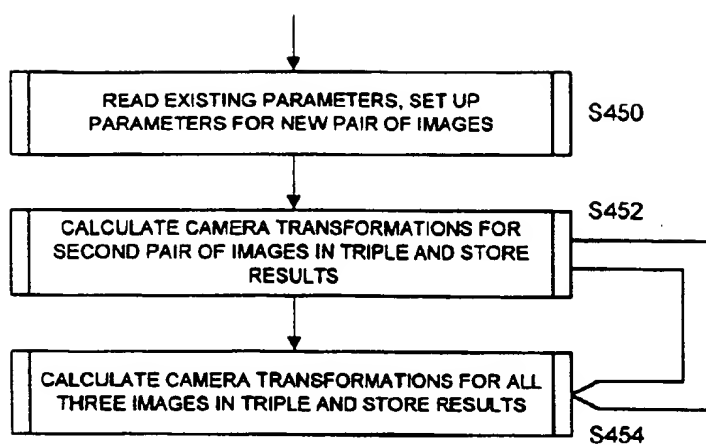 READ EXISTING PARAMETERS, SET UP
PARAMETERS FOR NEW PAIR OF IMAGES
S450
S452
CALCULATE CAMERA TRANSFORMATIONS FOR
SECOND PAIR OF IMAGES IN TRIPLE AND STORE
RESULTS
CALCULATE CAMERA TRANSFORMATIONS FOR ALL
THREE IMAGES IN TRIPLE AND STORE RESULTS
S454